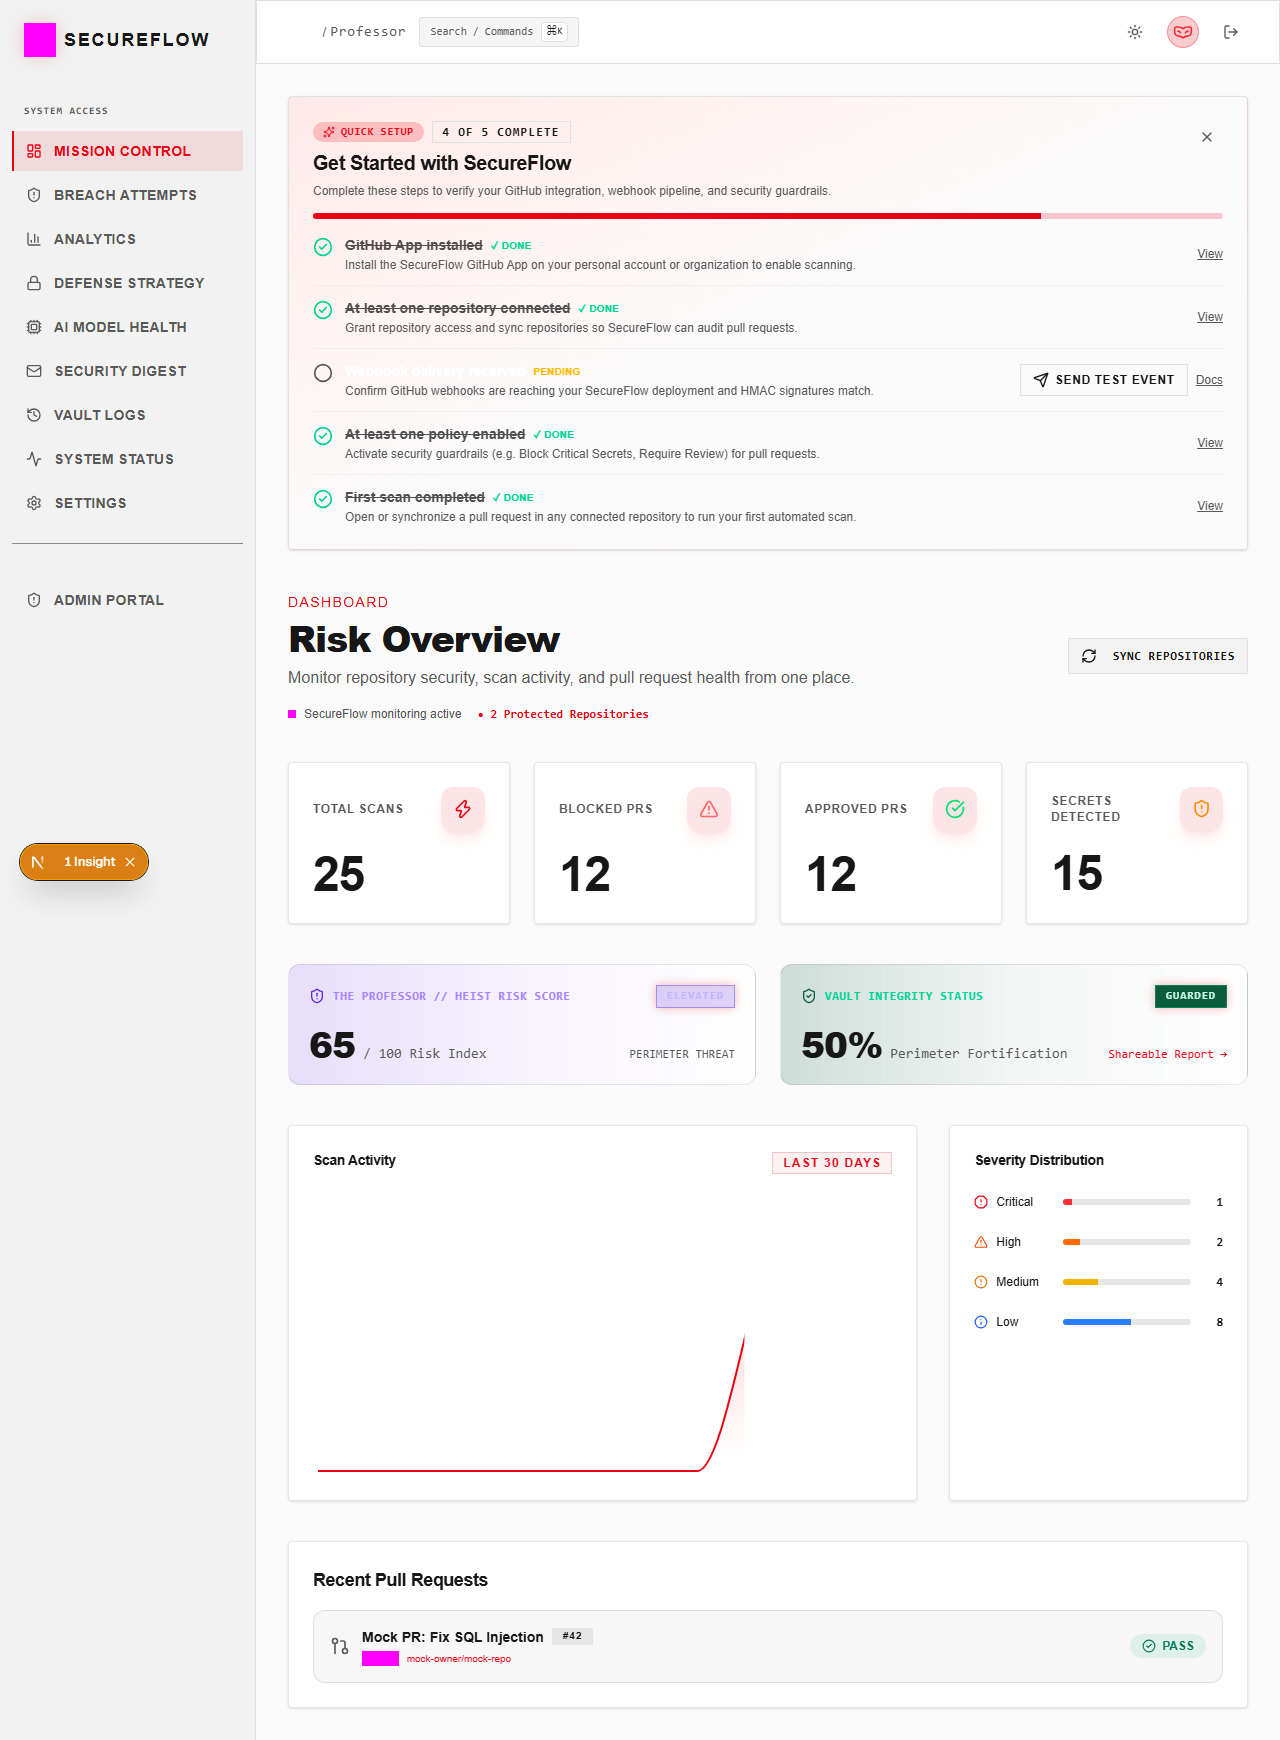 SECUREFLOW
/ Professor
Search / Commands ⌘K
SYSTEM ACCESS
MISSION CONTROL
BREACH ATTEMPTS
ANALYTICS
DEFENSE STRATEGY
AI MODEL HEALTH
SECURITY DIGEST
VAULT LOGS
SYSTEM STATUS
SETTINGS
ADMIN PORTAL
1 Insight
QUICK SETUP
4 OF 5 COMPLETE
Get Started with SecureFlow
Complete these steps to verify your GitHub integration, webhook pipeline, and security guardrails.
GitHub App installed ✓ DONE
Install the SecureFlow GitHub App on your personal account or organization to enable scanning.
View
At least one repository connected ✓ DONE
Grant repository access and sync repositories so SecureFlow can audit pull requests.
View
Webhook delivery received PENDING
Confirm GitHub webhooks are reaching your SecureFlow deployment and HMAC signatures match.
SEND TEST EVENT
Docs
At least one policy enabled ✓ DONE
Activate security guardrails (e.g. Block Critical Secrets, Require Review) for pull requests.
View
First scan completed ✓ DONE
Open or synchronize a pull request in any connected repository to run your first automated scan.
View
DASHBOARD
Risk Overview
Monitor repository security, scan activity, and pull request health from one place.
SecureFlow monitoring active
● 2 Protected Repositories
SYNC REPOSITORIES
TOTAL SCANS
25
BLOCKED PRS
12
APPROVED PRS
12
SECRETS
DETECTED
15
THE PROFESSOR // HEIST RISK SCORE
ELEVATED
65 / 100 Risk Index
PERIMETER THREAT
VAULT INTEGRITY STATUS
GUARDED
50% Perimeter Fortification
Shareable Report →
Scan Activity
LAST 30 DAYS
Severity Distribution
Critical 1
High 2
Medium 4
Low 8
Recent Pull Requests
Mock PR: Fix SQL Injection #42
mock-owner/mock-repo
PASS